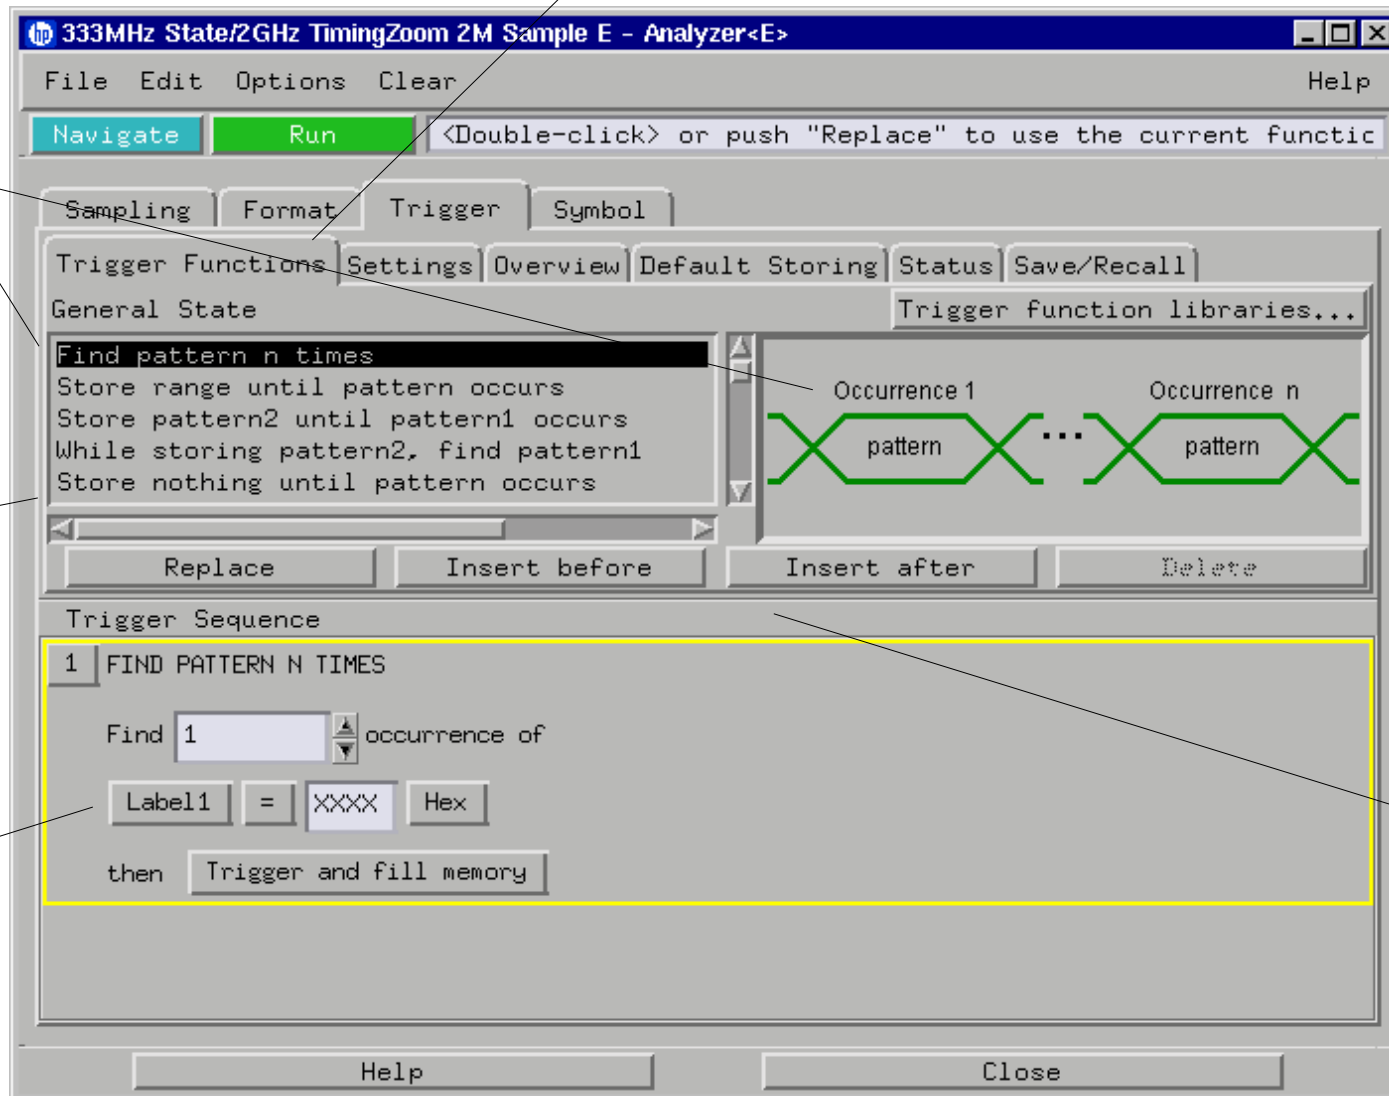 hp 333MHz State/2GHz TimingZoom 2M Sample E - Analyzer<E>
File Edit Options Clear Help
Navigate Run <Double-click> or push "Replace" to use the current functic
Sampling Format Trigger Symbol
Trigger Functions Settings Overview Default Storing Status Save/Recall
General State Trigger function libraries...
Find pattern n times
Store range until pattern occurs
Store pattern2 until pattern1 occurs
While storing pattern2, find pattern1
Store nothing until pattern occurs
Occurrence 1 Occurrence n
pattern ... pattern
Replace Insert before Insert after Delete
Trigger Sequence
1 FIND PATTERN N TIMES
Find 1 occurrence of
Label1 = XXXX Hex
then Trigger and fill memory
Help Close